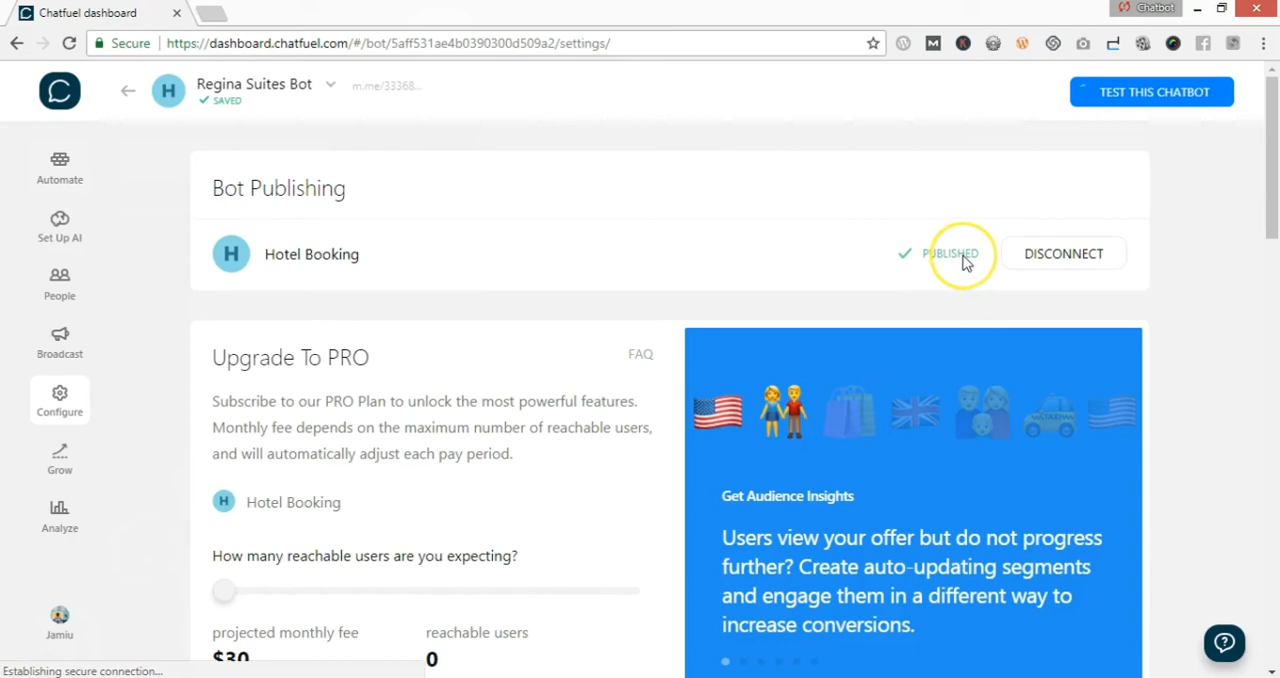 Chatfuel dashboard
Chatbot
Secure
https://dashboard.chatfuel.com/#/bot/5aff531ae4b0390300d509a2/settings/
H
Regina Suites Bot
m.me/33368...
SAVED
TEST THIS CHATBOT
Automate
Set Up AI
People
Broadcast
Configure
Grow
Analyze
Jamiu
Bot Publishing
H
Hotel Booking
PUBLISHED
DISCONNECT
Upgrade To PRO
FAQ
Subscribe to our PRO Plan to unlock the most powerful features.
Monthly fee depends on the maximum number of reachable users,
and will automatically adjust each pay period.
H
Hotel Booking
How many reachable users are you expecting?
projected monthly fee
reachable users
$30
0
Get Audience Insights
Users view your offer but do not progress
further? Create auto-updating segments
and engage them in a different way to
increase conversions.
Establishing secure connection...